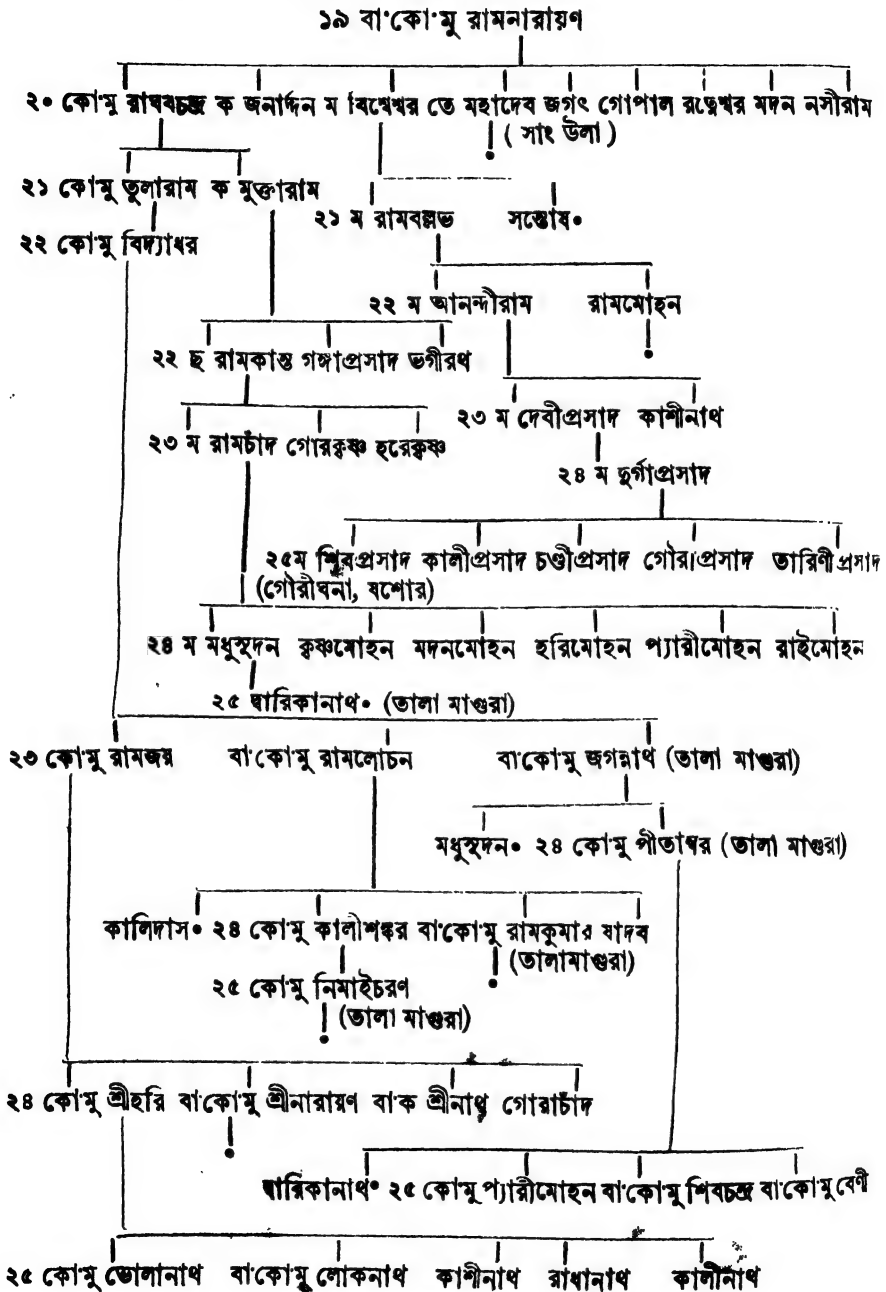 ১৯ বা°কো°মু রামনারায়ণ
২০ কো°মু রাঘবচন্দ্র ক জনার্দ্দন ম বিশ্বেশ্বর তে মহাদেব জগৎ গোপাল রত্নেশ্বর মদন নসীরাম
( সাং উলা )
২১ কো°মু তুলারাম ক মুক্তারাম
২১ ম রামবল্লভ সন্তোষ॰
২২ কো°মু বিদ্যাধর
২২ ম আনন্দীরাম রামমোহন
২২ ছ রামকান্ত গঙ্গাপ্রসাদ ভগীরথ
২৩ ম দেবীপ্রসাদ কাশীনাথ
২৩ ম রামচাঁদ গোরকৃষ্ণ হরেকৃষ্ণ
২৪ ম দুর্গাপ্রসাদ
২৫ম শিবপ্রসাদ কালীপ্রসাদ চণ্ডীপ্রসাদ গৌরাপ্রসাদ তারিণীপ্রসাদ
(গৌরীঘনা, যশোর)
২৪ ম মধুসূদন কৃষ্ণমোহন মদনমোহন হরিমোহন প্যারীমোহন রাইমোহন
২৫ দ্বারিকানাথ॰ (তালা মাগুরা)
২৩ কো°মু রামজয় বা°কো°মু রামলোচন বা°কো°মু জগন্নাথ (তালা মাগুরা)
মধুসূদন॰ ২৪ কো°মু পীতাম্বর (তালা মাগুরা)
কালিদাস॰ ২৪ কো°মু কালীশঙ্কর বা°কো°মু রামকুমার যাদব
(তালামাগুরা)
২৫ কো°মু নিমাইচরণ
(তালা মাগুরা)
২৪ কো°মু শ্রীহরি বা°কো°মু শ্রীনারায়ণ বা°ক শ্রীনাথ গোরাচাঁদ
দ্বারিকানাথ॰ ২৫ কো°মু প্যারীমোহন বা°কো°মু শিবচন্দ্র বা°কো°মু বেণী
২৫ কো°মু ভোলানাথ বা°কো°মু লোকনাথ কাশীনাথ রাধানাথ কালীনাথ